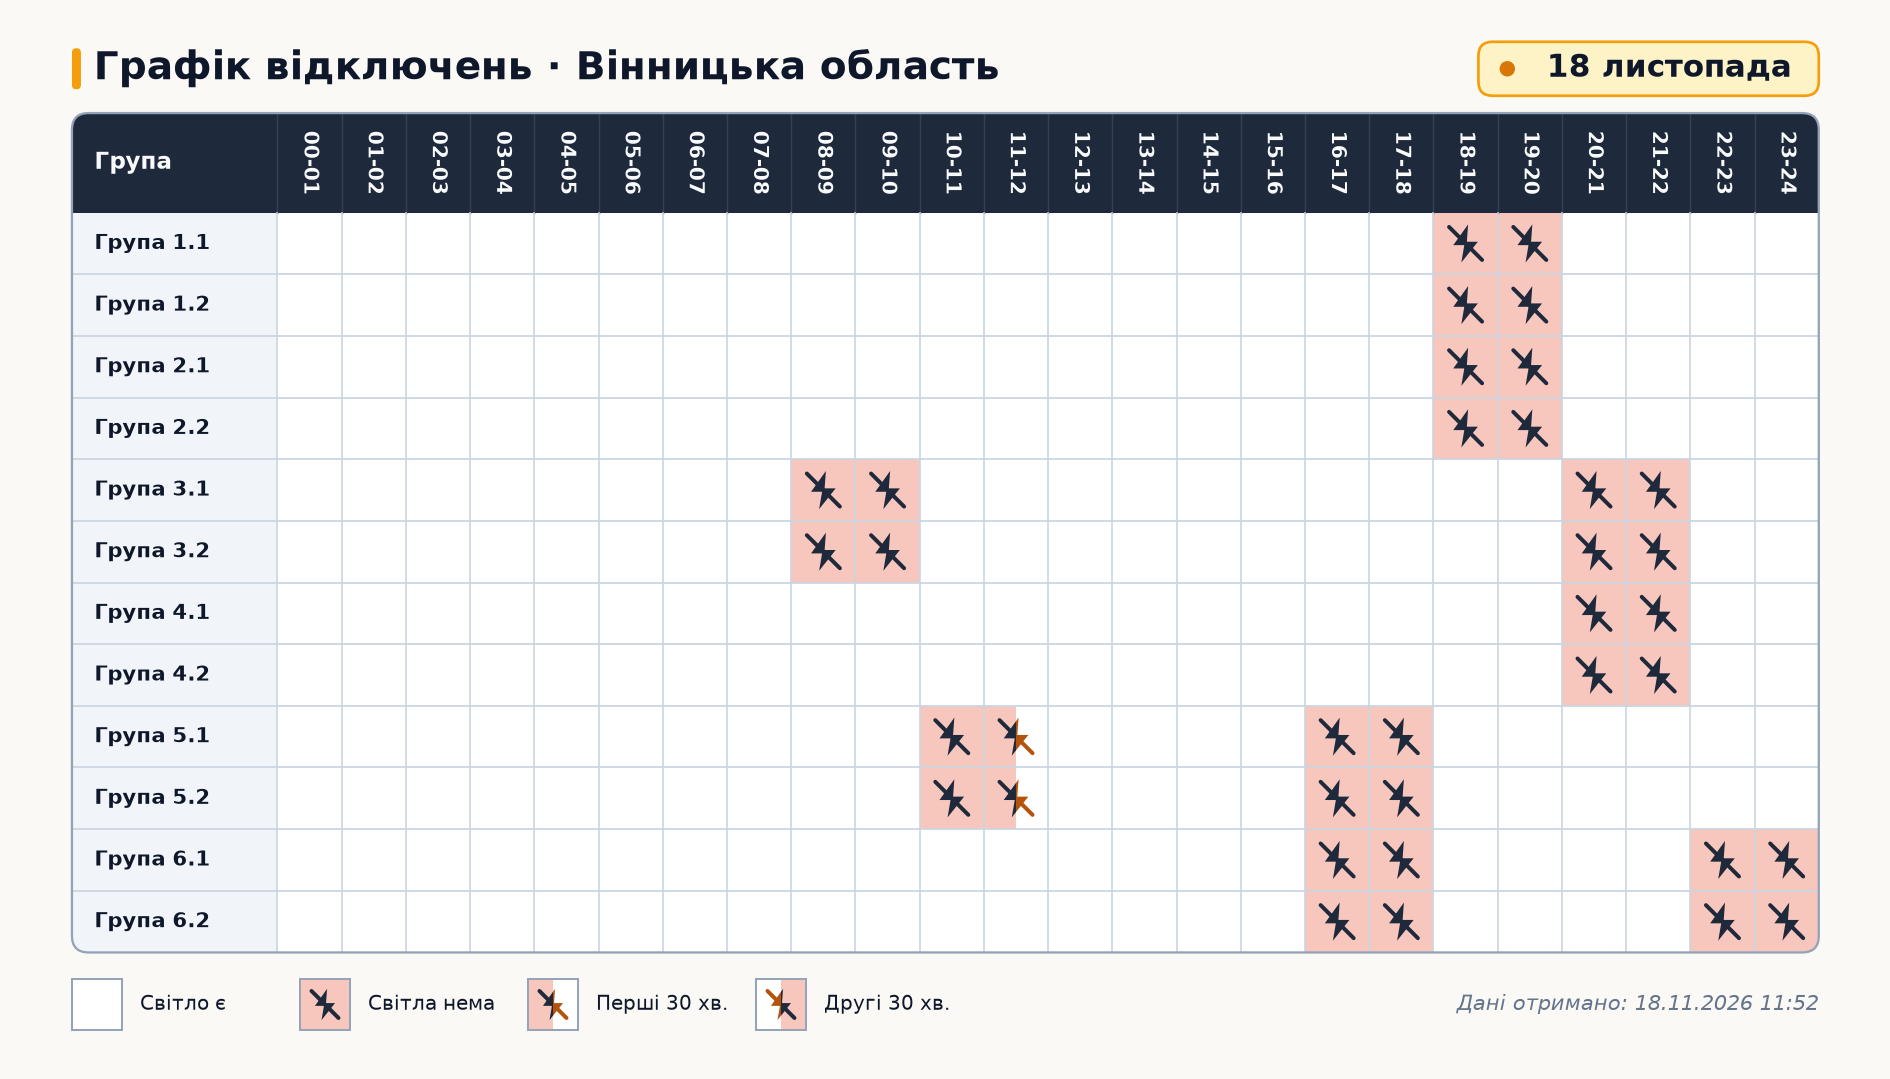 Графік відключень · Вінницька область
18 листопада
Група 00-01 01-02 02-03 03-04 04-05 05-06 06-07 07-08 08-09 09-10 10-11 11-12 12-13 13-14 14-15 15-16 16-17 17-18 18-19 19-20 20-21 21-22 22-23 23-24
Група 1.1
Група 1.2
Група 2.1
Група 2.2
Група 3.1
Група 3.2
Група 4.1
Група 4.2
Група 5.1
Група 5.2
Група 6.1
Група 6.2
Світло є Світла нема Перші 30 хв. Другі 30 хв.
Дані отримано: 18.11.2026 11:52